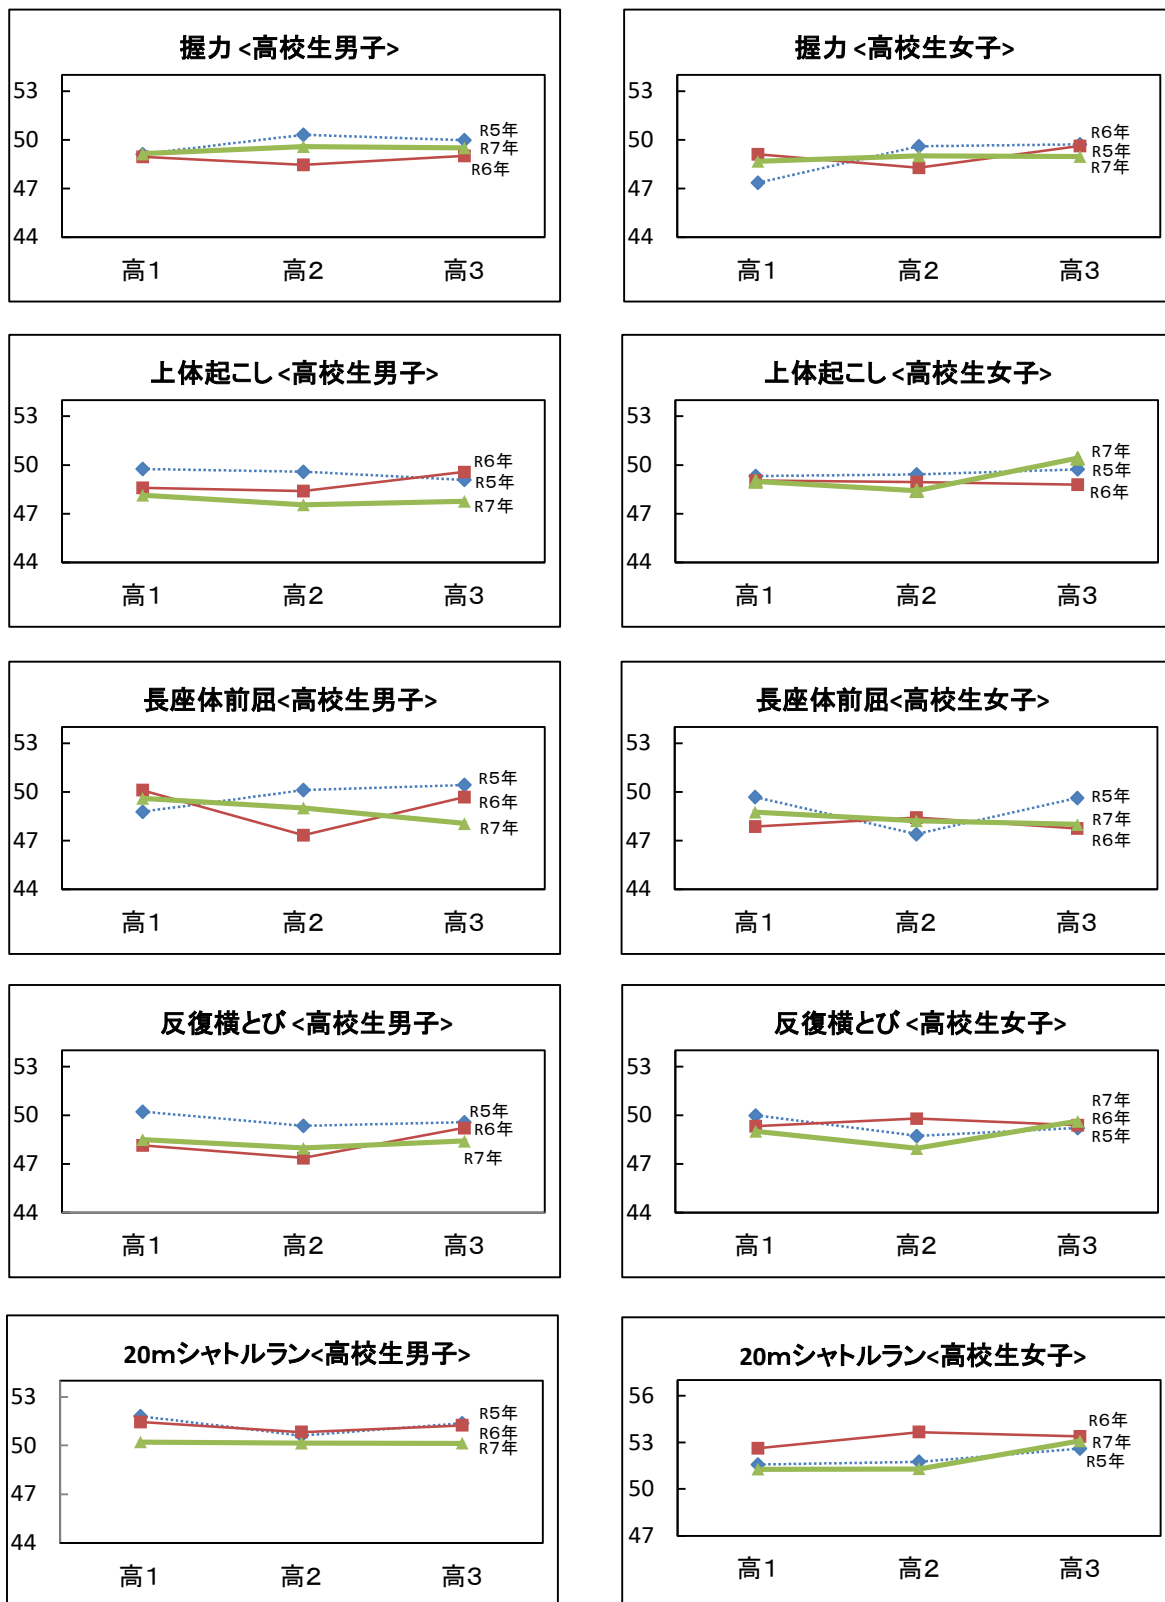 握力 <高校生男子>
53
50
47
44
R5年
R7年
R6年
高１ 高２ 高３
握力 <高校生女子>
53
50
47
44
R6年
R5年
R7年
高１ 高２ 高３
上体起こし <高校生男子>
53
50
47
44
R6年
R5年
R7年
高１ 高２ 高３
上体起こし <高校生女子>
53
50
47
44
R7年
R5年
R6年
高１ 高２ 高３
長座体前屈<高校生男子>
53
50
47
44
R5年
R6年
R7年
高１ 高２ 高３
長座体前屈<高校生女子>
53
50
47
44
R5年
R7年
R6年
高１ 高２ 高３
反復横とび <高校生男子>
53
50
47
44
R5年
R6年
R7年
高１ 高２ 高３
反復横とび <高校生女子>
53
50
47
44
R7年
R6年
R5年
高１ 高２ 高３
20mシャトルラン<高校生男子>
53
50
47
44
R5年
R6年
R7年
高１ 高２ 高３
20mシャトルラン<高校生女子>
56
53
50
47
R6年
R7年
R5年
高１ 高２ 高３